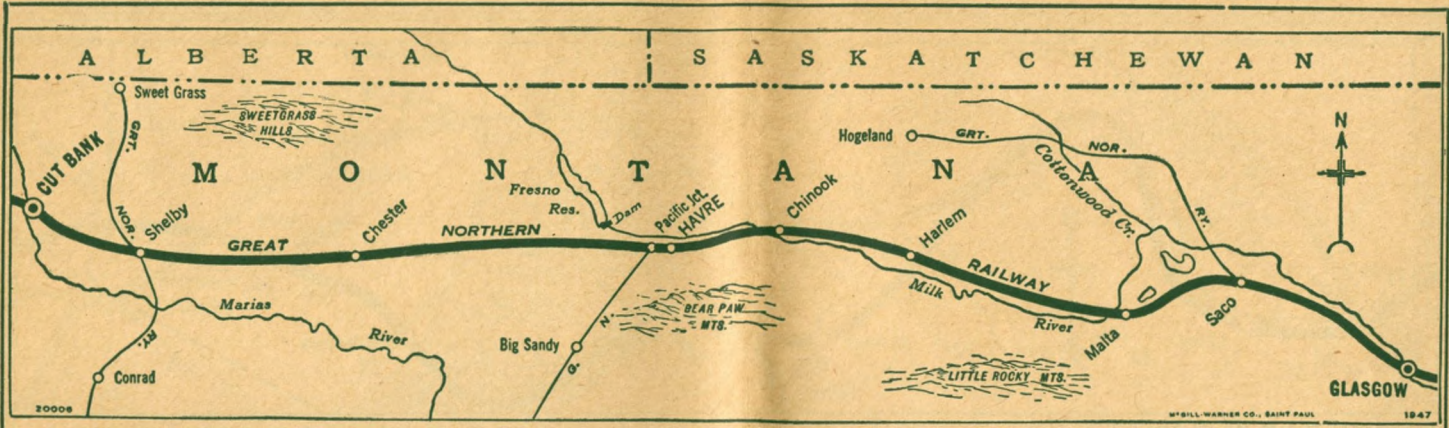 ALBERTA
SASKATCHEWAN
Sweet Grass
SWEETGRASS
HILLS
GRT.
NOR.
RY.
CUT BANK
MONTANA
Hogeland
GRT.
NOR.
RY.
N
Cottonwood Cr.
Fresno
Res.
Dam
Pacific Jct.
HAVRE
Chinook
Shelby
Chester
Harlem
GREAT
NORTHERN
RAILWAY
Marias
River
Milk
River
BEAR PAW
MTS.
N.
G.
Big Sandy
Conrad
Malta
Saco
LITTLE ROCKY MTS.
GLASGOW
20006
McGILL-WARNER CO., SAINT PAUL
1947